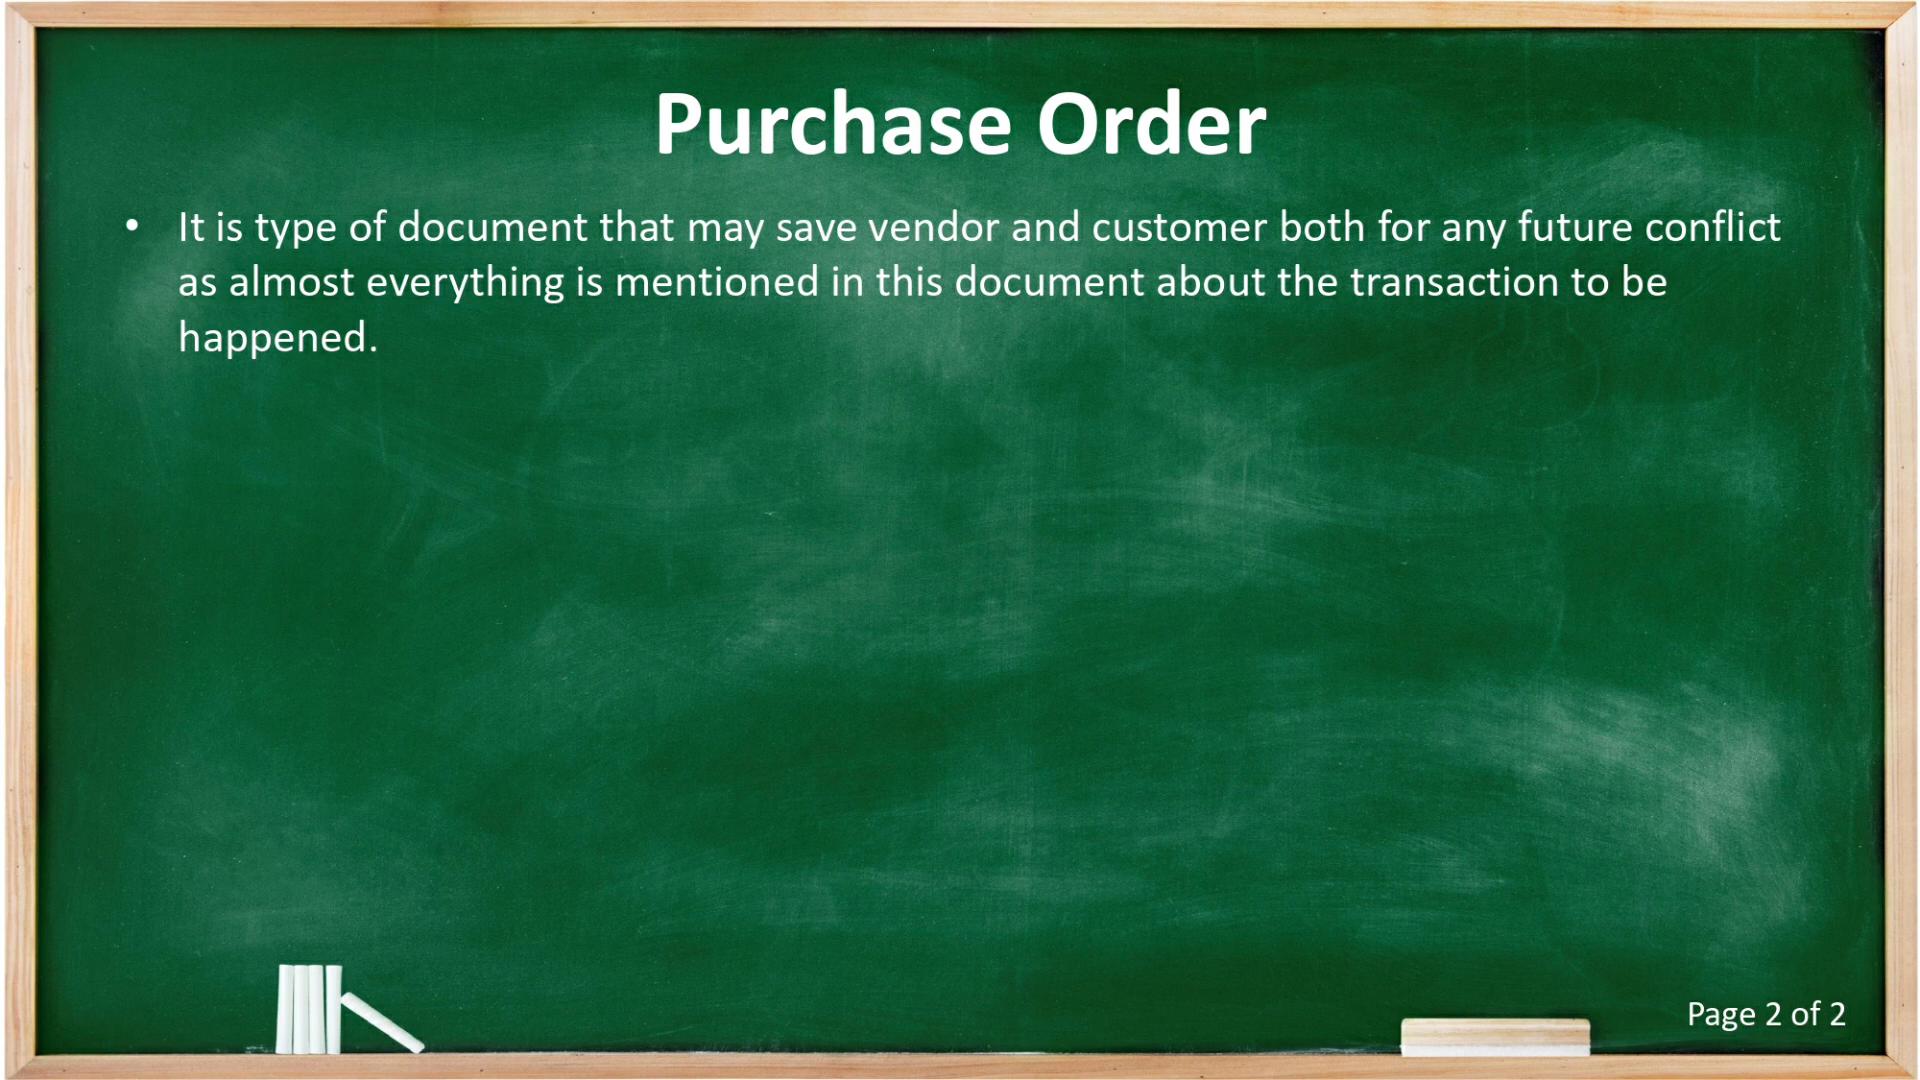 Purchase Order
• It is type of document that may save vendor and customer both for any future conflict
as almost everything is mentioned in this document about the transaction to be
happened.
Page 2 of 2